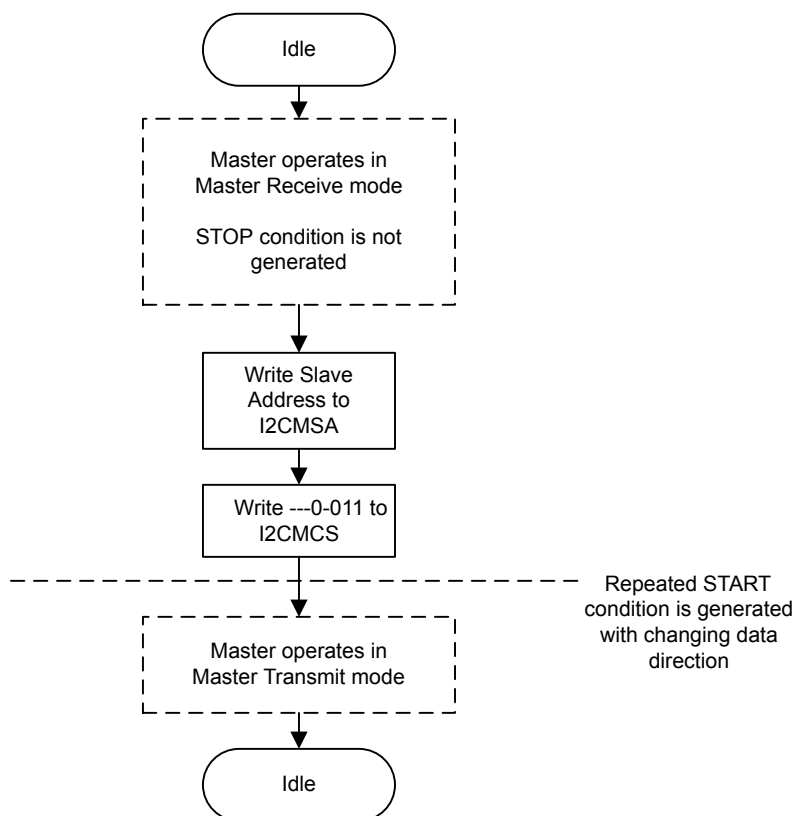 Idle
Master operates in
Master Receive mode
STOP condition is not
generated
Write Slave
Address to
I2CMSA
Write ---0-011 to
I2CMCS
Repeated START
condition is generated
with changing data
direction
Master operates in
Master Transmit mode
Idle